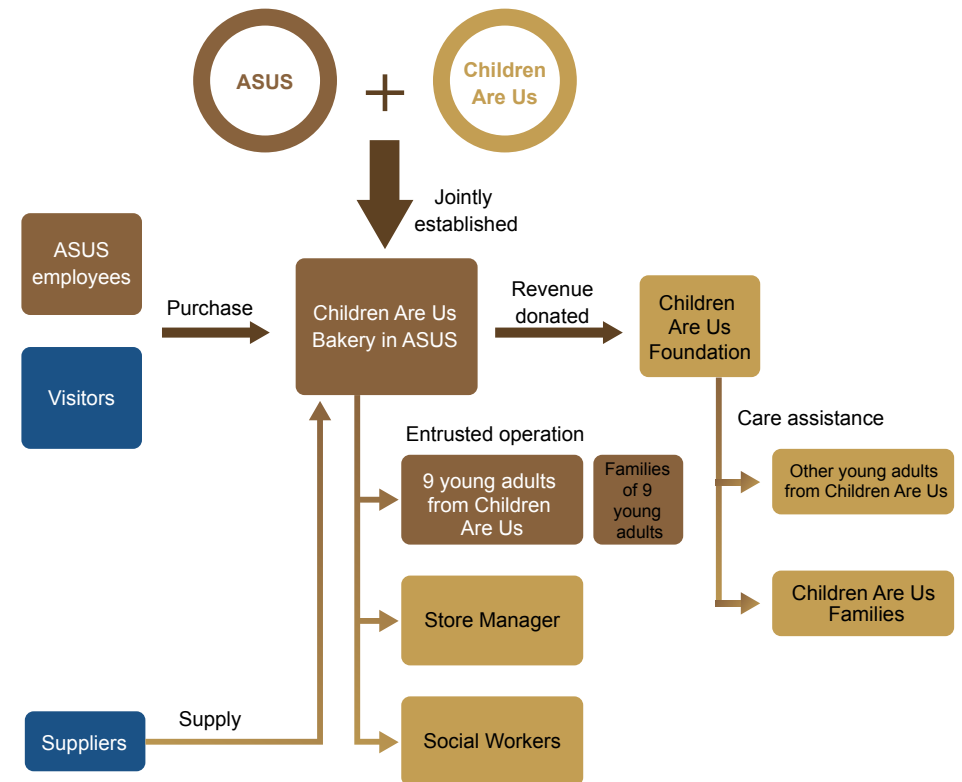 ASUS
Children
Are Us
Jointly
established
ASUS
employees
Visitors
Purchase
Children Are Us
Bakery in ASUS
Revenue
donated
Children
Are Us
Foundation
Care assistance
Other young adults
from Children Are Us
Children Are Us
Families
Entrusted operation
9 young adults
from Children
Are Us
Families
of 9
young
adults
Store Manager
Social Workers
Suppliers
Supply